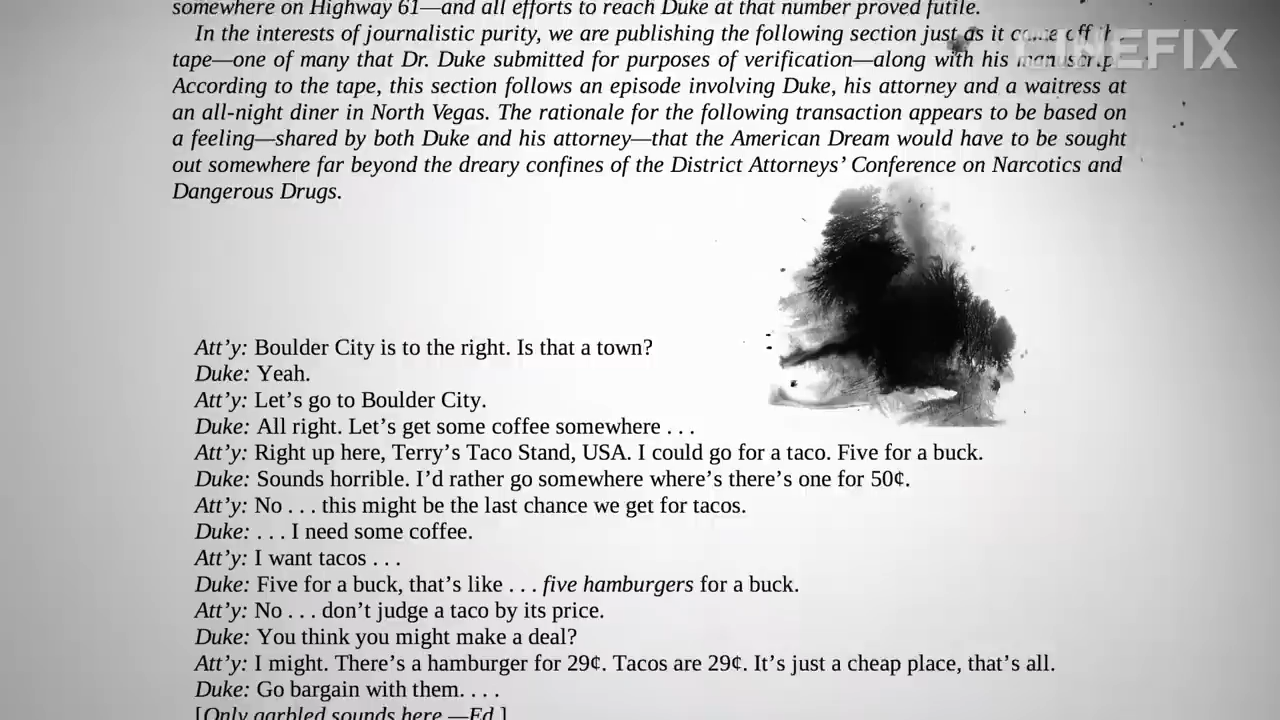 somewhere on Highway 61—and all efforts to reach Duke at that number proved futile.
In the interests of journalistic purity, we are publishing the following section just as it came off the
tape—one of many that Dr. Duke submitted for purposes of verification—along with his manuscript.
According to the tape, this section follows an episode involving Duke, his attorney and a waitress at
an all-night diner in North Vegas. The rationale for the following transaction appears to be based on
a feeling—shared by both Duke and his attorney—that the American Dream would have to be sought
out somewhere far beyond the dreary confines of the District Attorneys’ Conference on Narcotics and
Dangerous Drugs.
CINEFIX
Att’y: Boulder City is to the right. Is that a town?
Duke: Yeah.
Att’y: Let’s go to Boulder City.
Duke: All right. Let’s get some coffee somewhere . . .
Att’y: Right up here, Terry’s Taco Stand, USA. I could go for a taco. Five for a buck.
Duke: Sounds horrible. I’d rather go somewhere where’s there’s one for 50¢.
Att’y: No . . . this might be the last chance we get for tacos.
Duke: . . . I need some coffee.
Att’y: I want tacos . . .
Duke: Five for a buck, that’s like . . . five hamburgers for a buck.
Att’y: No . . . don’t judge a taco by its price.
Duke: You think you might make a deal?
Att’y: I might. There’s a hamburger for 29¢. Tacos are 29¢. It’s just a cheap place, that’s all.
Duke: Go bargain with them. . . .
[Only garbled sounds here.—Ed.]